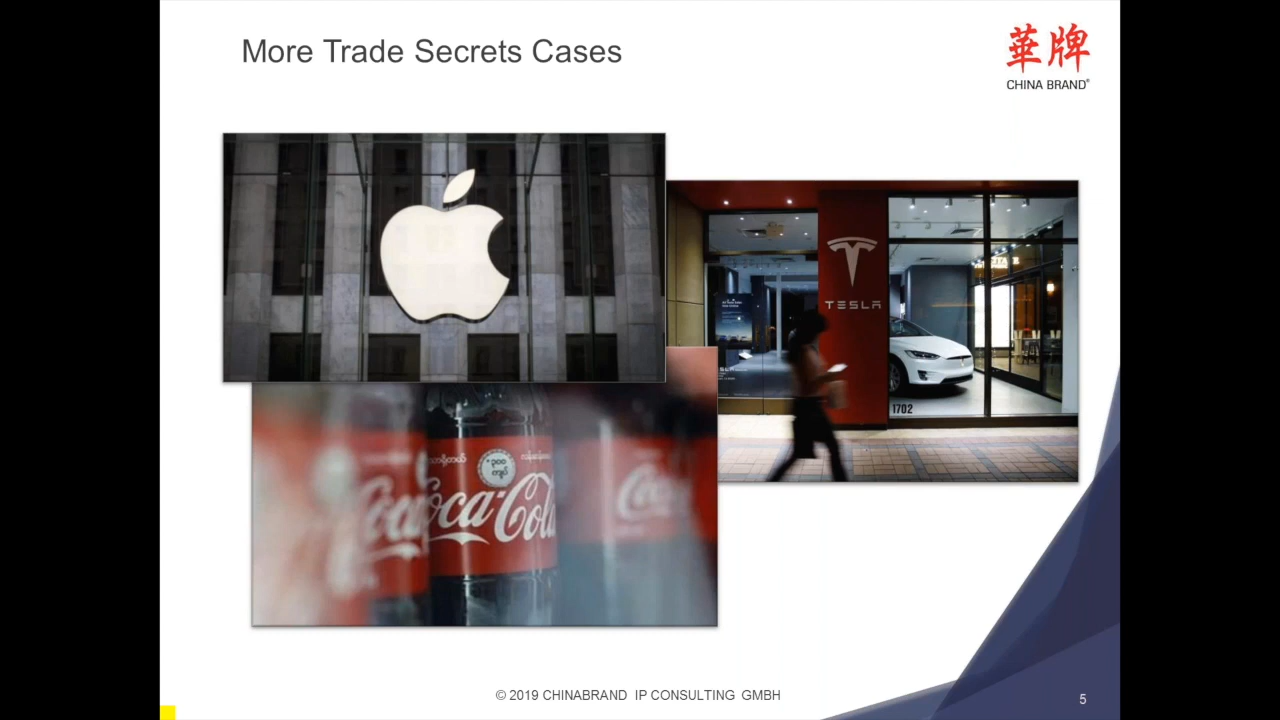 More Trade Secrets Cases
華牌
CHINA BRAND®
TESLA
1702
Coca-Cola
© 2019 CHINABRAND IP CONSULTING GMBH
5